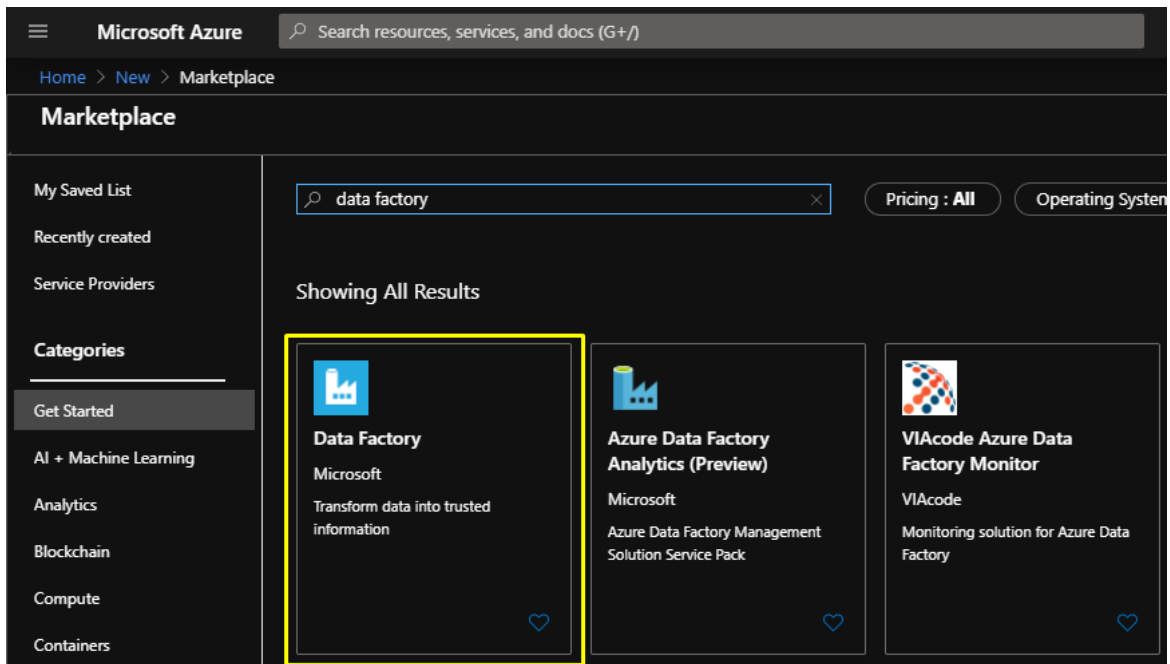 Microsoft Azure
Search resources, services, and docs (G+/)
Home > New > Marketplace
Marketplace
My Saved List
Recently created
Service Providers
Categories
Get Started
AI + Machine Learning
Analytics
Blockchain
Compute
Containers
data factory
Pricing : All
Operating System
Showing All Results
Data Factory
Microsoft
Transform data into trusted
information
Azure Data Factory
Analytics (Preview)
Microsoft
Azure Data Factory Management
Solution Service Pack
VIAcode Azure Data
Factory Monitor
VIAcode
Monitoring solution for Azure Data
Factory